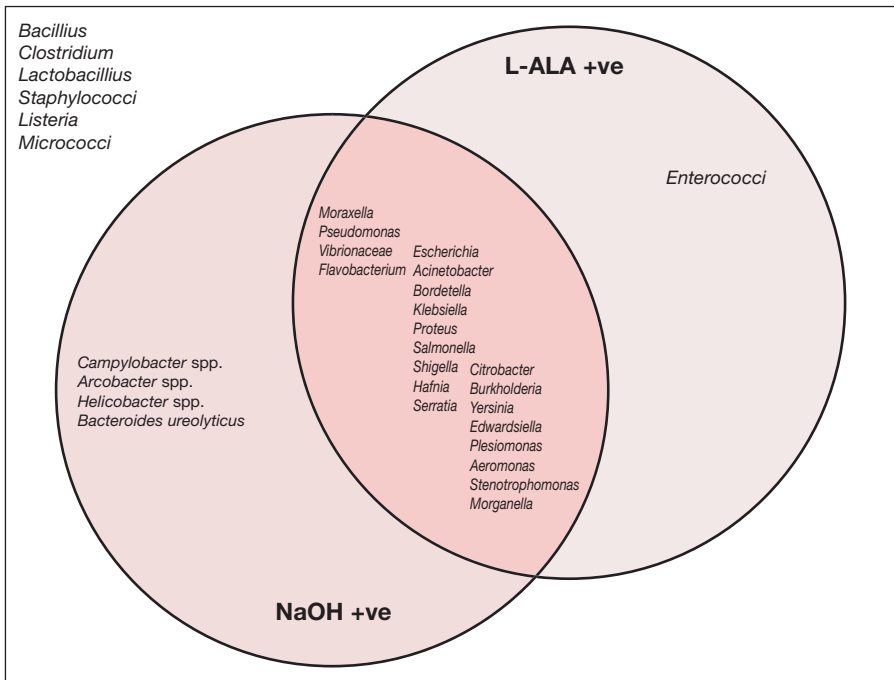 Bacillius
Clostridium
Lactobacillius
Staphylococci
Listeria
Micrococci
L-ALA +ve
Enterococci
Moraxella
Pseudomonas
Vibrionaceae
Flavobacterium
Escherichia
Acinetobacter
Bordetella
Klebsiella
Proteus
Salmonella
Shigella
Hafnia
Serratia
Citrobacter
Burkholderia
Yersinia
Edwardsiella
Plesiomonas
Aeromonas
Stenotrophomonas
Morganella
Campylobacter spp.
Arcobacter spp.
Helicobacter spp.
Bacteroides ureolyticus
NaOH +ve